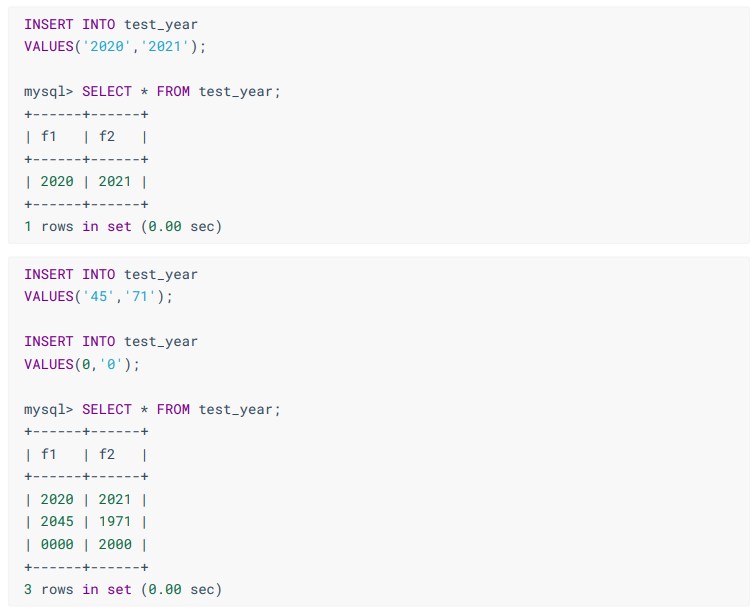 INSERT INTO test_year
VALUES('2020','2021');
mysql> SELECT * FROM test_year;
+------+------+
| f1   | f2   |
+------+------+
| 2020 | 2021 |
+------+------+
1 rows in set (0.00 sec)
INSERT INTO test_year
VALUES('45','71');
INSERT INTO test_year
VALUES(0,'0');
mysql> SELECT * FROM test_year;
+------+------+
| f1   | f2   |
+------+------+
| 2020 | 2021 |
| 2045 | 1971 |
| 0000 | 2000 |
+------+------+
3 rows in set (0.00 sec)